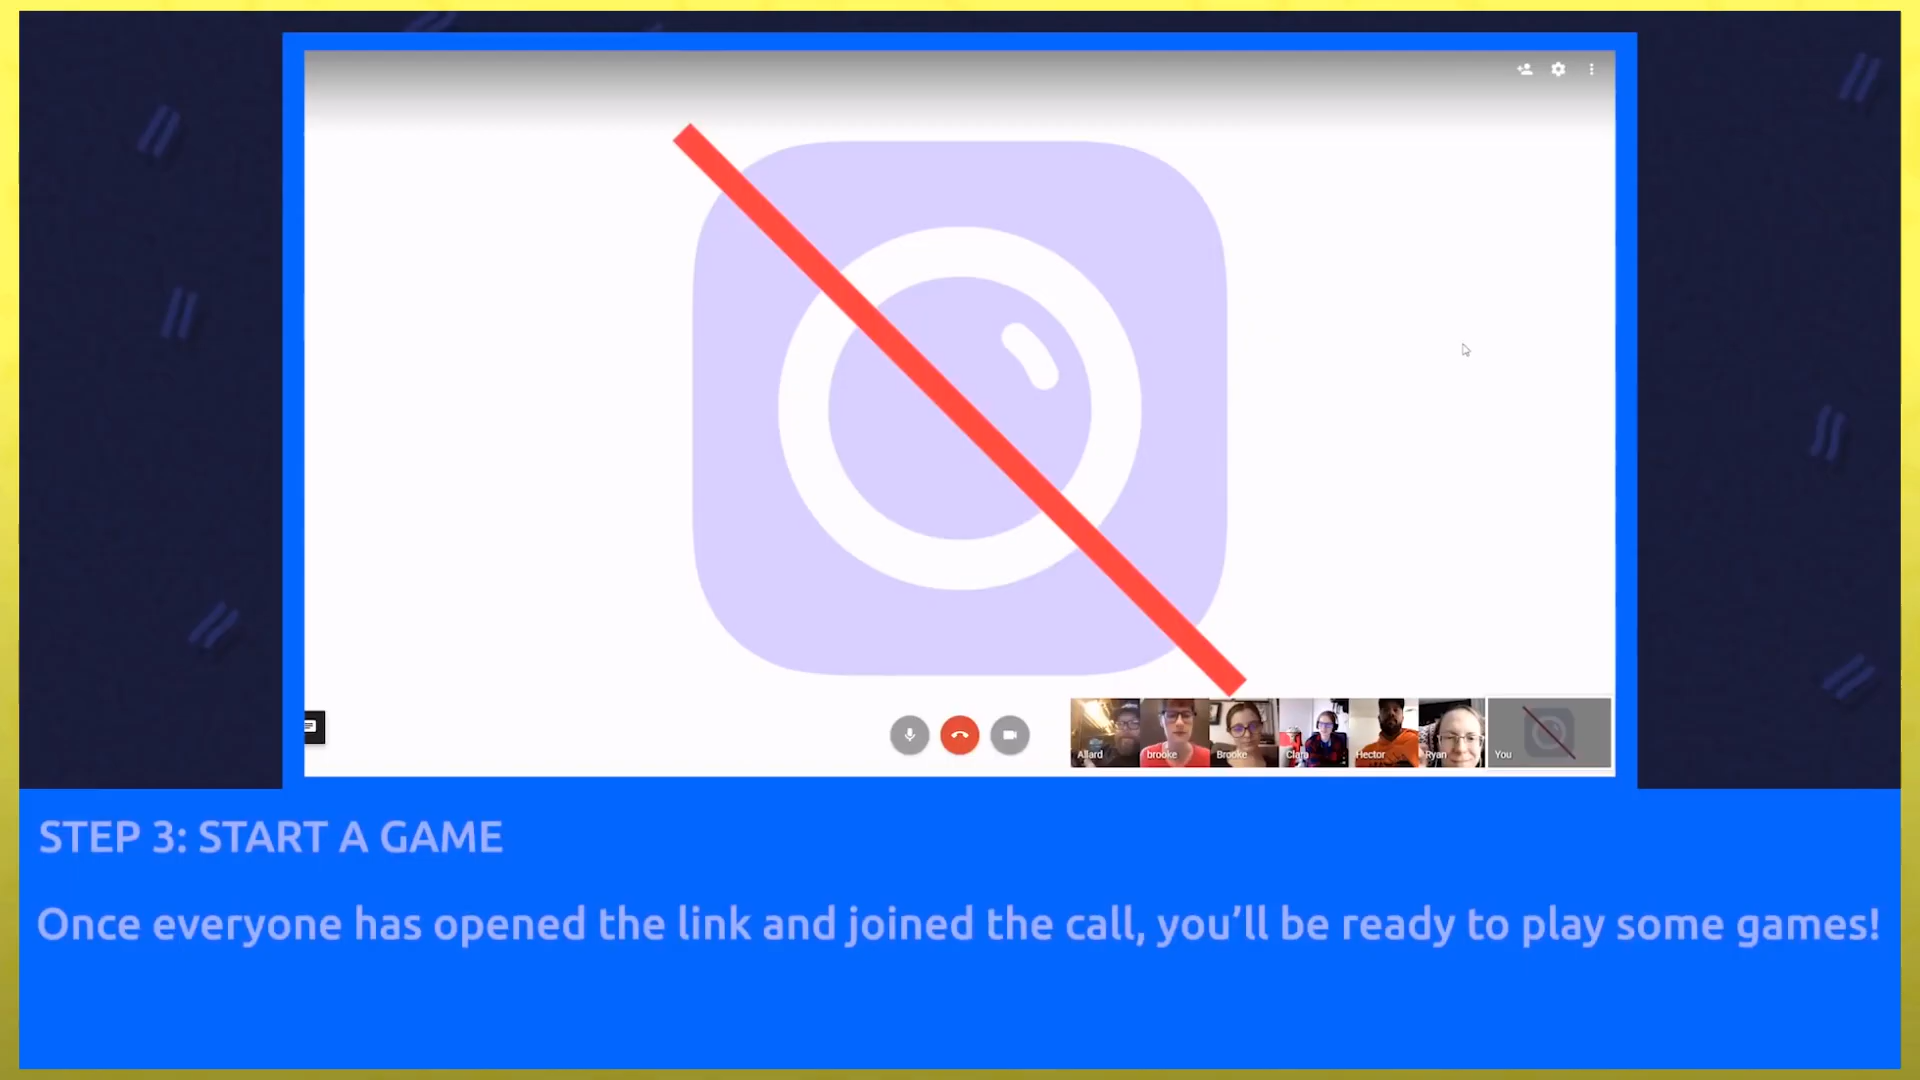 Allard
brooke
Brooke
Clara
Hector
Ryan
You
STEP 3: START A GAME
Once everyone has opened the link and joined the call, you’ll be ready to play some games!